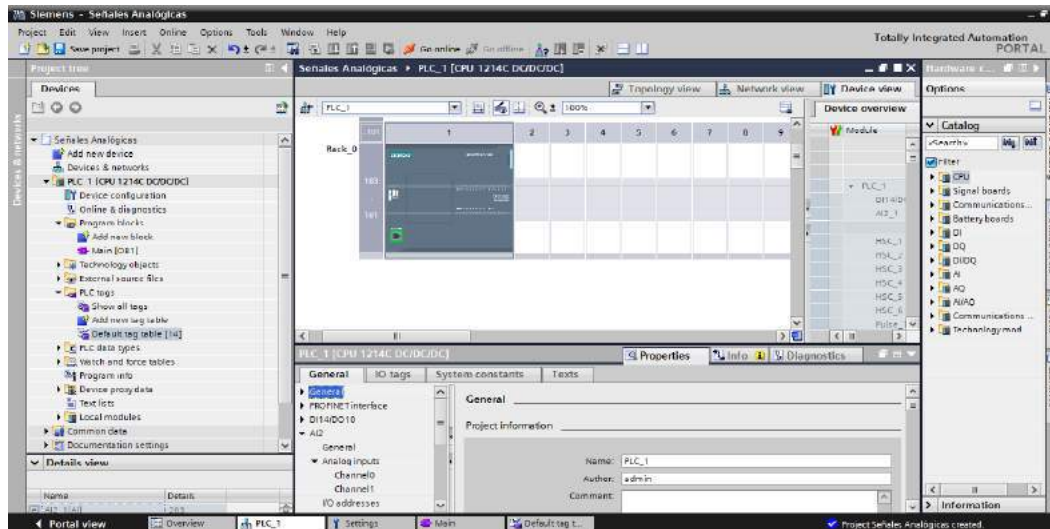 Siemens - Señales Analógicas
Project Edit View Insert Online Options Tools Window Help
Save project Go online Go offline
Totally Integrated Automation
PORTAL
Project tree
Señales Analógicas PLC_1 [CPU 1214C DC/DC/DC]
Hardware c...
Devices
Topology view Network view Device view
Options
PLC_1 100%
Device overview
Catalog
<Search>
Filter
Module
Devices & networks
Señales Analógicas
Add new device
Devices & networks
PLC_1 [CPU 1214C DC/DC/DC]
Device configuration
Online & diagnostics
Program blocks
Add new block
Main [OB1]
Technology objects
External source files
PLC tags
Show all tags
Add new tag table
Default tag table [14]
PLC data types
Watch and force tables
Program info
Device proxy data
Text lists
Local modules
Common data
Documentation settings
Details view
Name Details
Rack_0
103
101
1 2 3 4 5 6 7 8 9
SIEMENS
PLC_1
AI2_1
HSC_1
HSC_2
HSC_3
HSC_4
HSC_5
HSC_6
Pulse_
CPU
Signal boards
Communications ...
Battery boards
DI
DQ
DI/DQ
AI
AQ
AI/AQ
Communications ...
Technology mod
Information
PLC_1 [CPU 1214C DC/DC/DC]
Properties Info Diagnostics
General IO tags System constants Texts
General
PROFINET interface
DI14/DO10
AI2
General
Analog inputs
Channel0
Channel1
I/O addresses
General
Project information
Name: PLC_1
Author: admin
Comment:
Portal view Overview PLC_1 Settings Main Default tag t...
Project Señales Analógicas created.